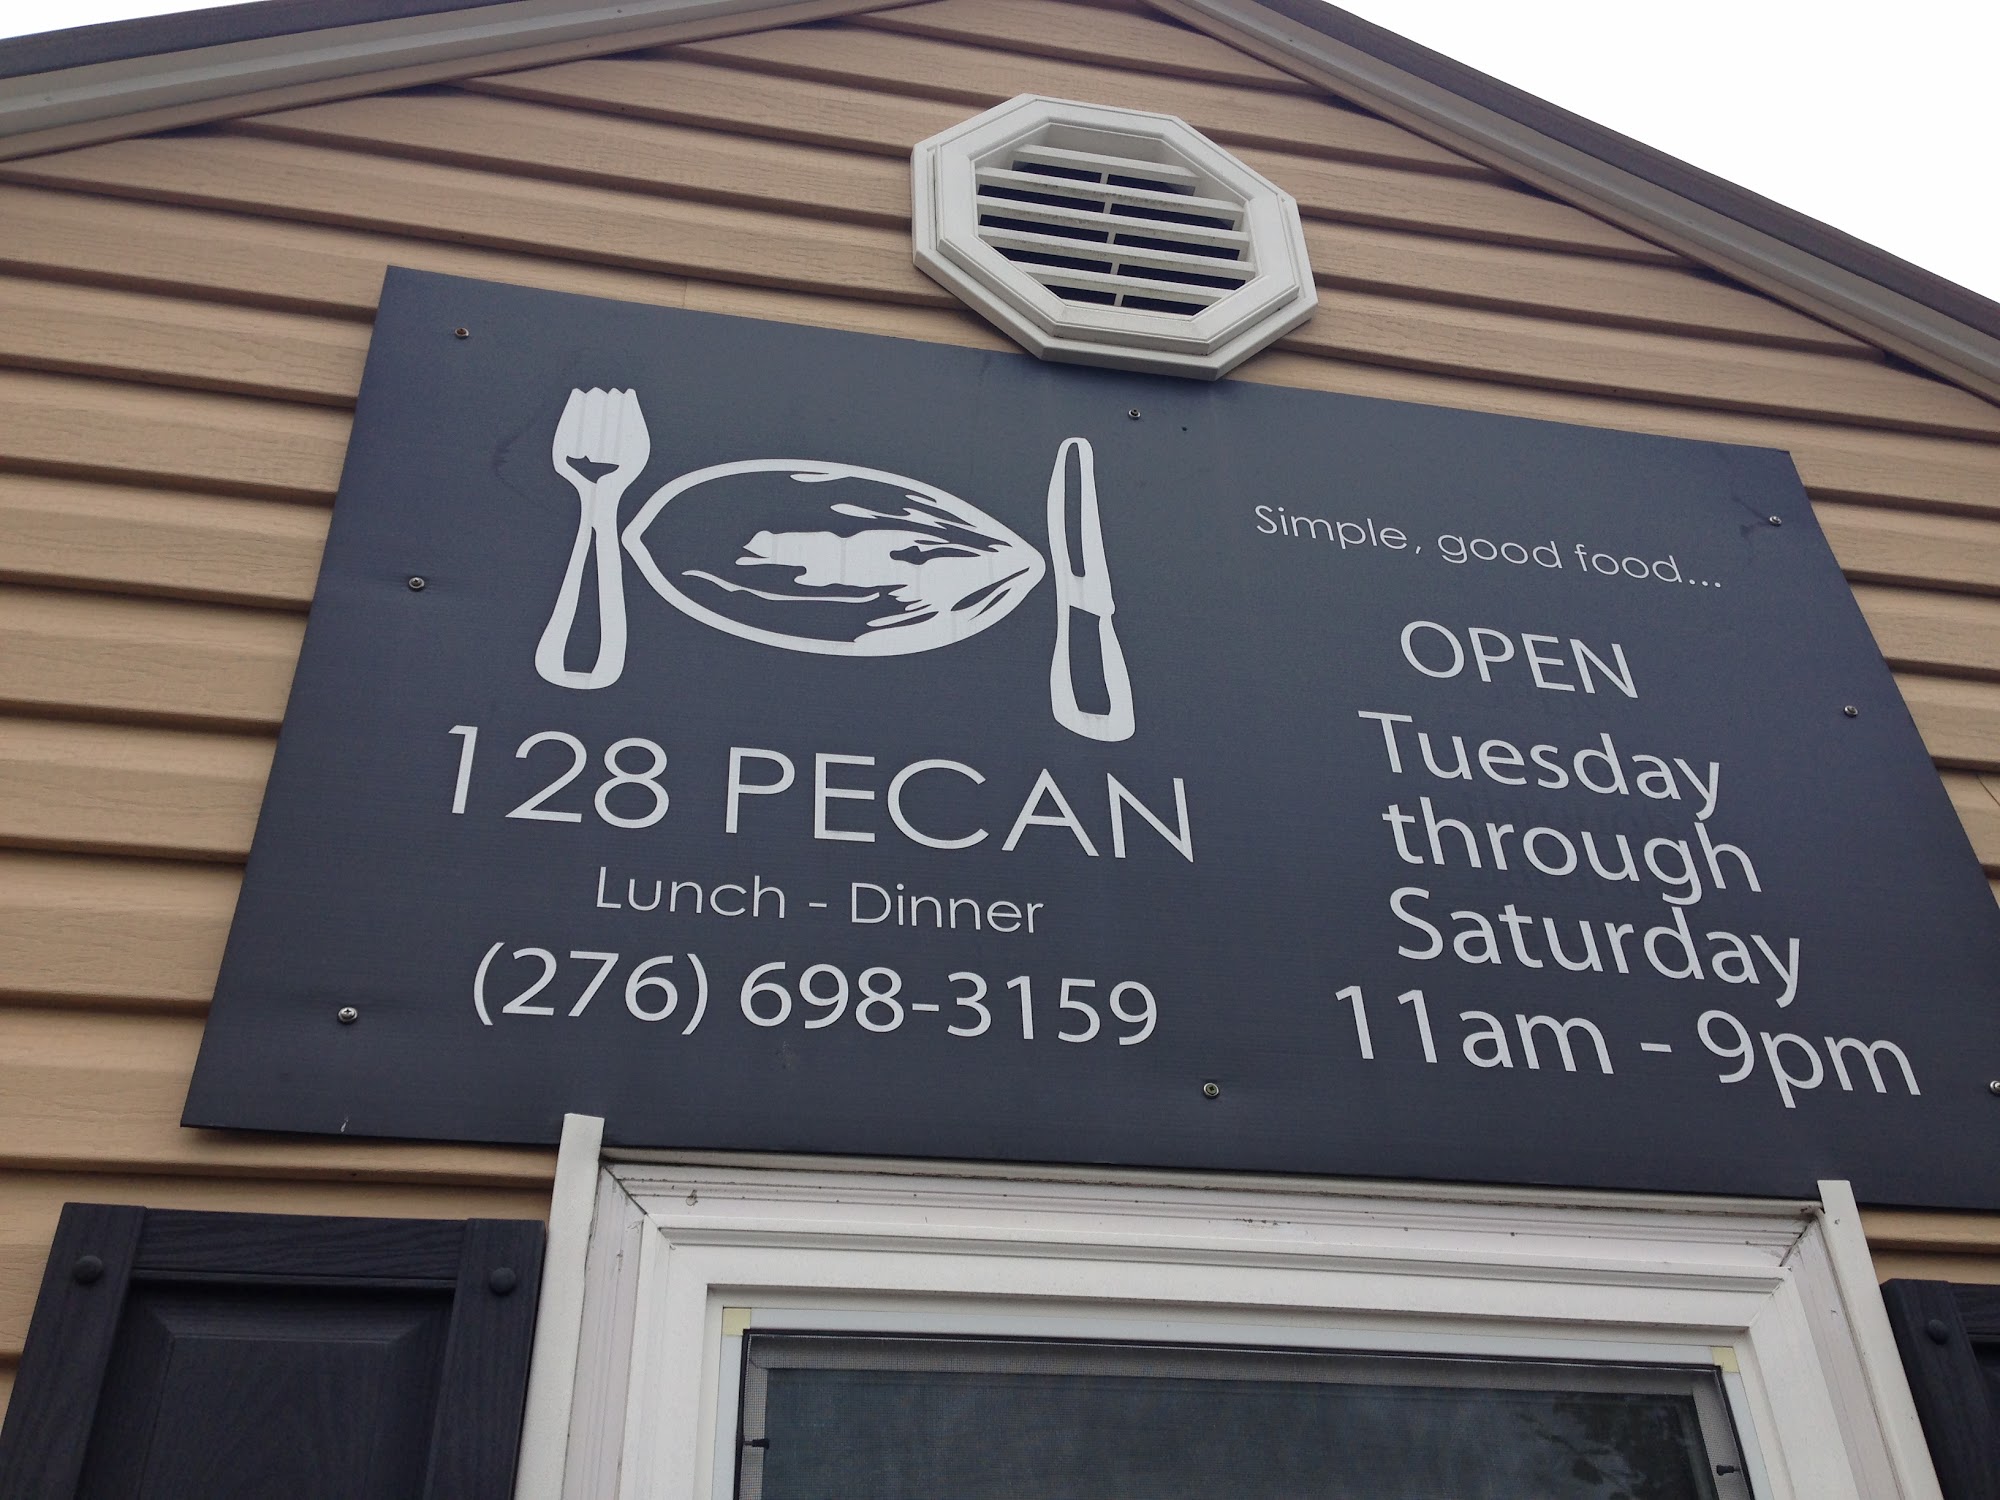 128 PECAN
Lunch - Dinner
(276) 698-3159
Simple, good food...
OPEN
Tuesday
through
Saturday
11am - 9pm